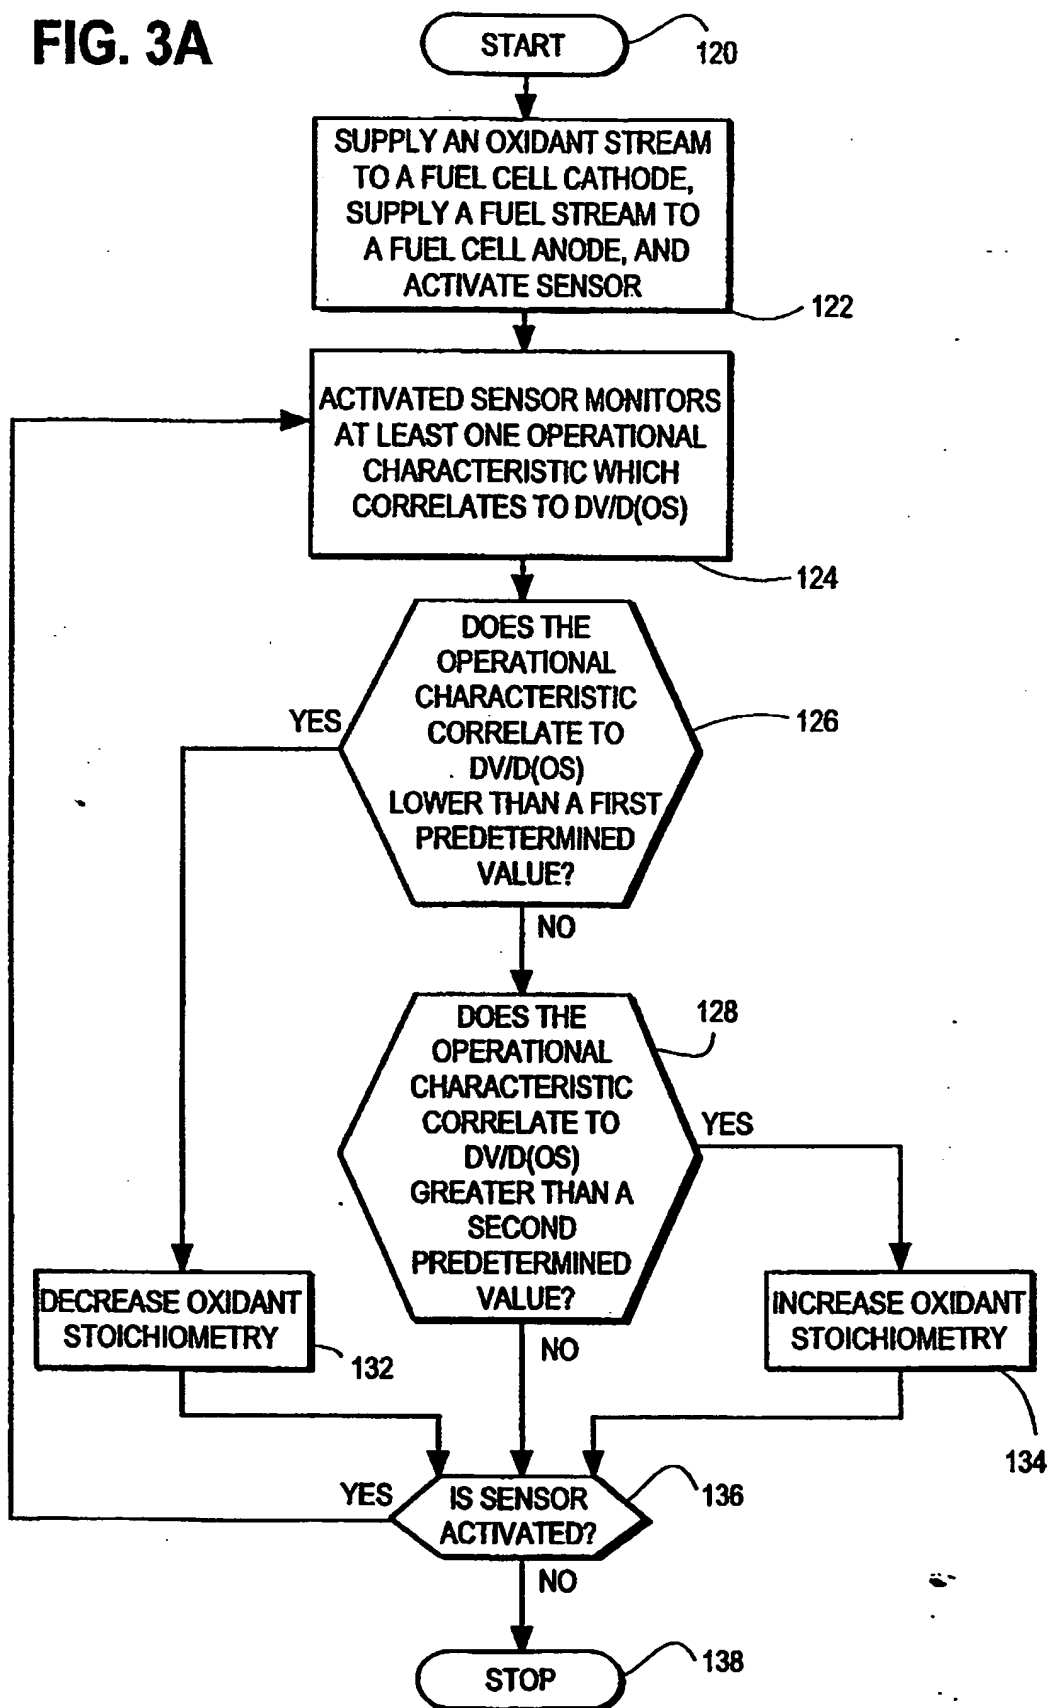 FIG. 3A
START
120
SUPPLY AN OXIDANT STREAM
TO A FUEL CELL CATHODE,
SUPPLY A FUEL STREAM TO
A FUEL CELL ANODE, AND
ACTIVATE SENSOR
122
ACTIVATED SENSOR MONITORS
AT LEAST ONE OPERATIONAL
CHARACTERISTIC WHICH
CORRELATES TO DV/D(OS)
124
DOES THE
OPERATIONAL
CHARACTERISTIC
CORRELATE TO
DV/D(OS)
LOWER THAN A FIRST
PREDETERMINED
VALUE?
126
YES
NO
DOES THE
OPERATIONAL
CHARACTERISTIC
CORRELATE TO
DV/D(OS)
GREATER THAN A
SECOND
PREDETERMINED
VALUE?
128
YES
NO
DECREASE OXIDANT
STOICHIOMETRY
132
INCREASE OXIDANT
STOICHIOMETRY
134
IS SENSOR
ACTIVATED?
136
YES
NO
STOP
138